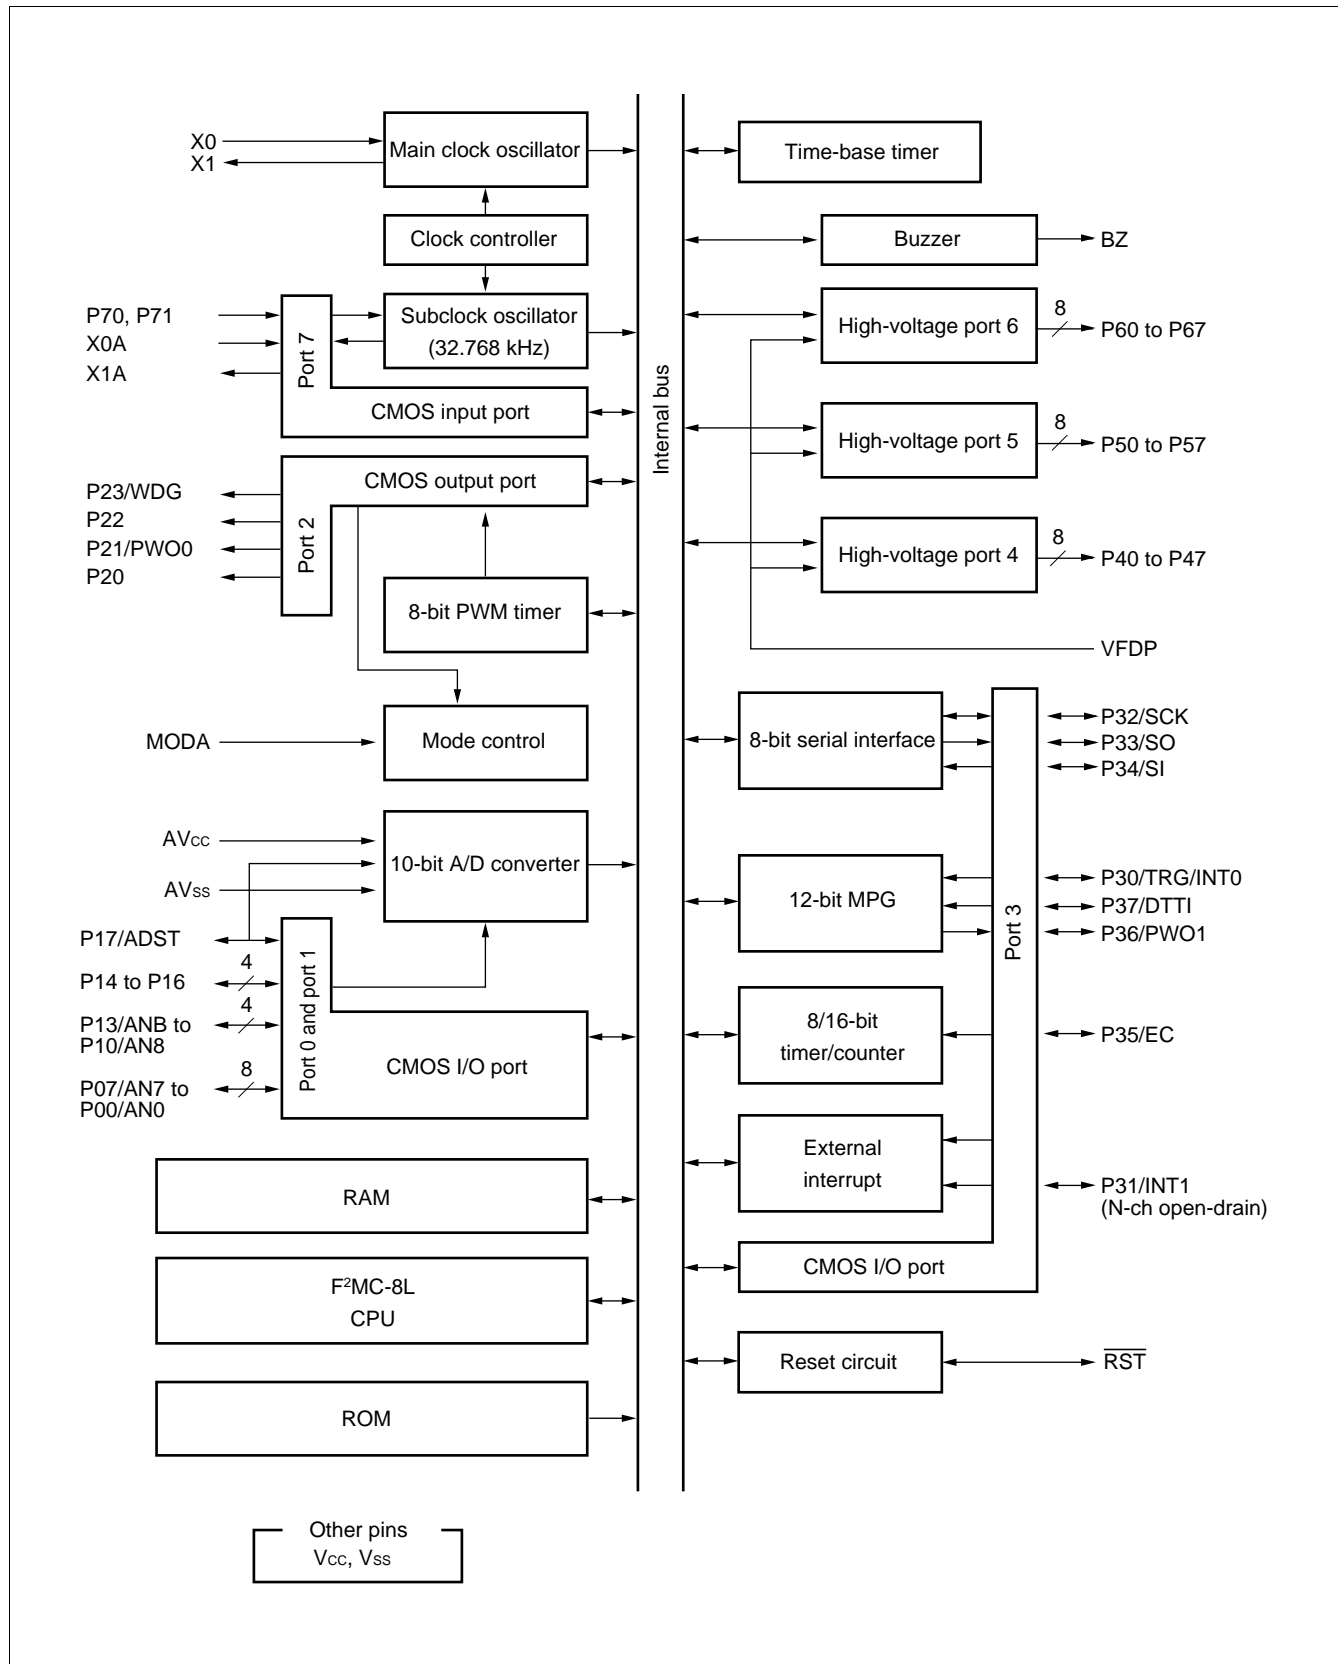 X0
X1
Main clock oscillator
Clock controller
P70, P71
X0A
X1A
Port 7
Subclock oscillator
(32.768 kHz)
CMOS input port
CMOS output port
P23/WDG
P22
P21/PWO0
P20
Port 2
8-bit PWM timer
MODA
Mode control
AVCC
AVSS
10-bit A/D converter
P17/ADST
P14 to P16
4
P13/ANB to
P10/AN8
4
P07/AN7 to
P00/AN0
8
Port 0 and port 1
CMOS I/O port
RAM
F²MC-8L
CPU
ROM
Other pins
VCC, VSS
Internal bus
Time-base timer
Buzzer
BZ
High-voltage port 6
8
P60 to P67
High-voltage port 5
8
P50 to P57
High-voltage port 4
8
P40 to P47
VFDP
8-bit serial interface
P32/SCK
P33/SO
P34/SI
12-bit MPG
Port 3
P30/TRG/INT0
P37/DTTI
P36/PWO1
8/16-bit
timer/counter
P35/EC
External
interrupt
P31/INT1
(N-ch open-drain)
CMOS I/O port
Reset circuit
RST